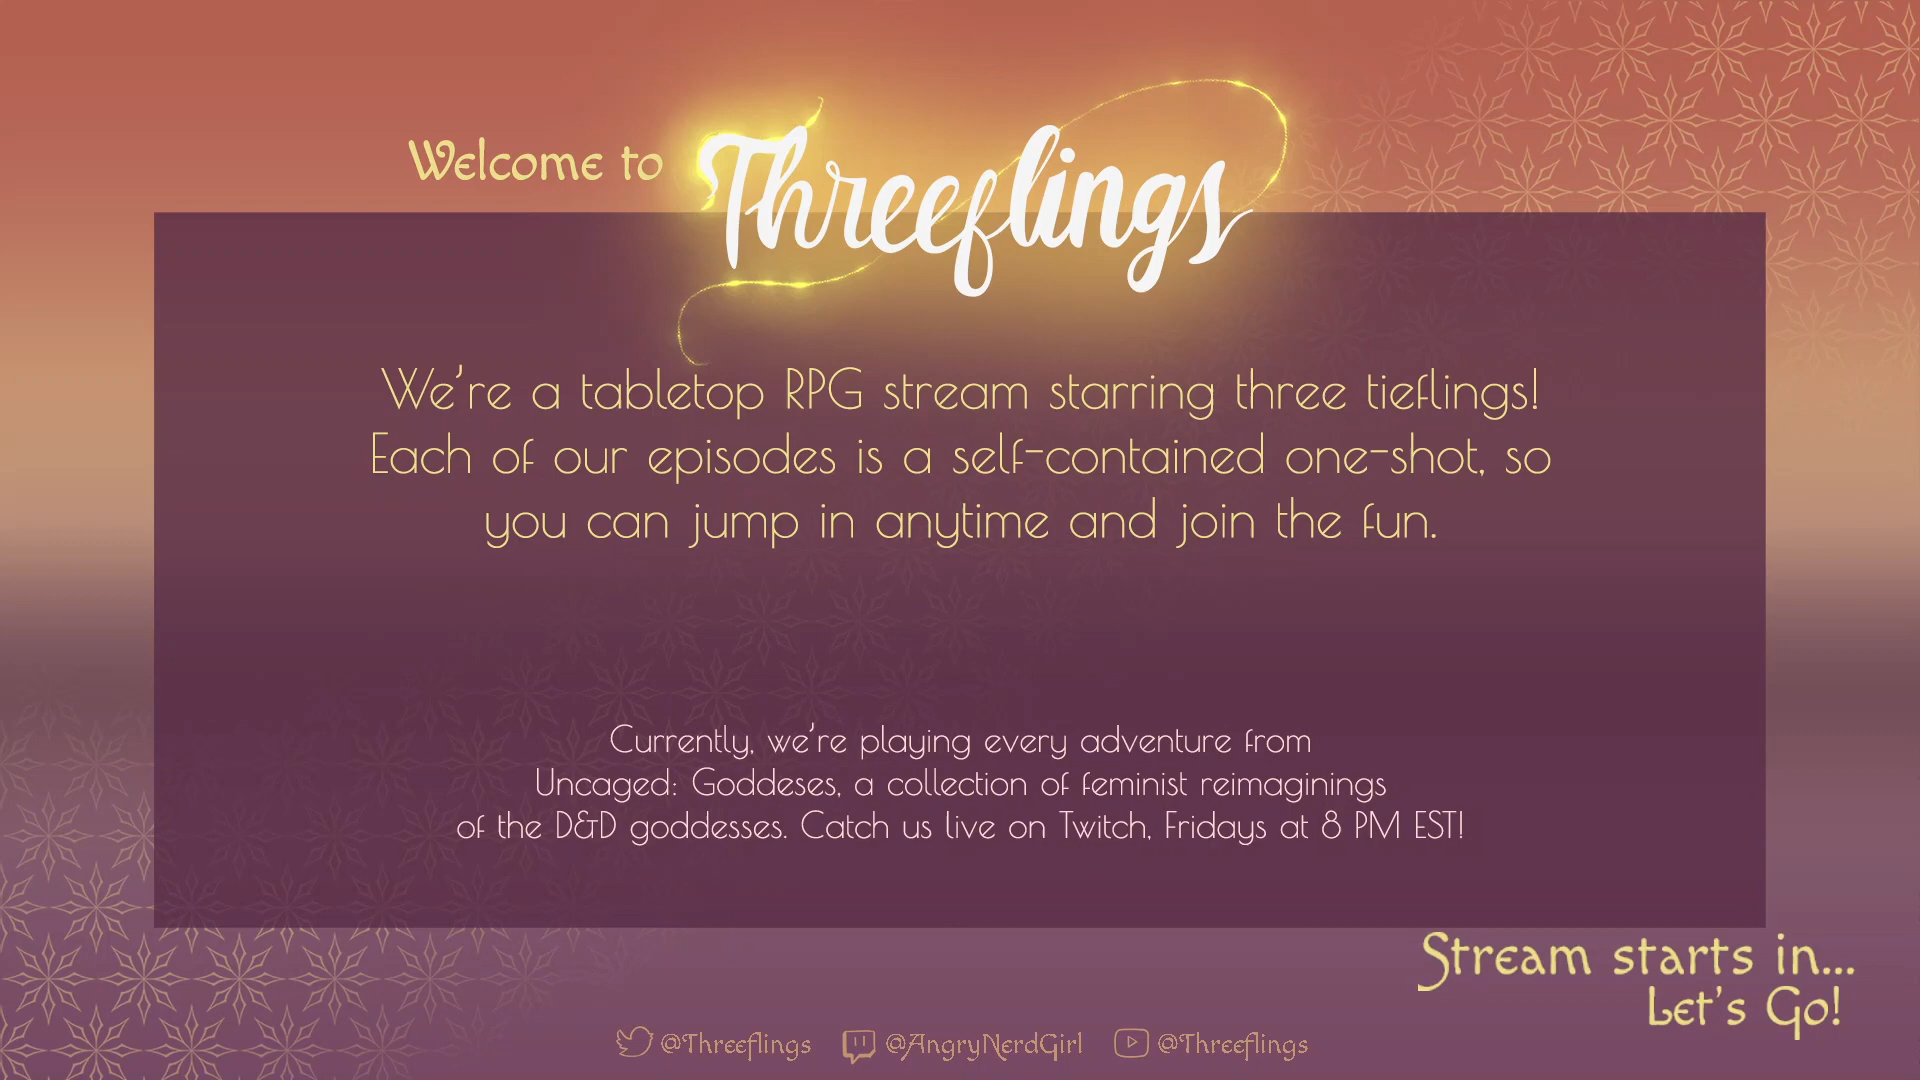 Welcome to Threeflings
We're a tabletop RPG stream starring three tieflings!
Each of our episodes is a self-contained one-shot, so
you can jump in anytime and join the fun.
Currently, we're playing every adventure from
Uncaged: Goddeses, a collection of feminist reimaginings
of the D&D goddesses. Catch us live on Twitch, Fridays at 8 PM EST!
Stream starts in...
Let's Go!
@Threeflings @AngryNerdGirl @Threeflings